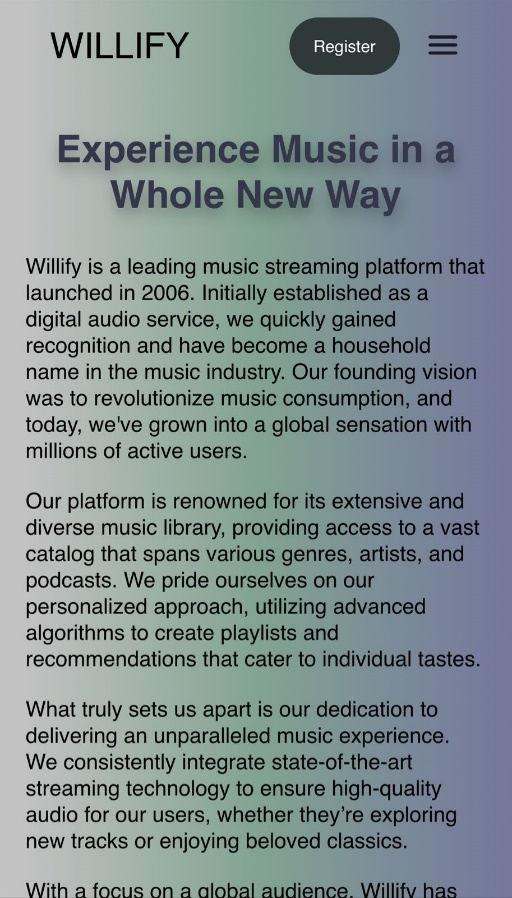 WILLIFY
Register
Experience Music in a
Whole New Way
Willify is a leading music streaming platform that
launched in 2006. Initially established as a
digital audio service, we quickly gained
recognition and have become a household
name in the music industry. Our founding vision
was to revolutionize music consumption, and
today, we've grown into a global sensation with
millions of active users.
Our platform is renowned for its extensive and
diverse music library, providing access to a vast
catalog that spans various genres, artists, and
podcasts. We pride ourselves on our
personalized approach, utilizing advanced
algorithms to create playlists and
recommendations that cater to individual tastes.
What truly sets us apart is our dedication to
delivering an unparalleled music experience.
We consistently integrate state-of-the-art
streaming technology to ensure high-quality
audio for our users, whether they’re exploring
new tracks or enjoying beloved classics.
With a focus on a global audience, Willify has